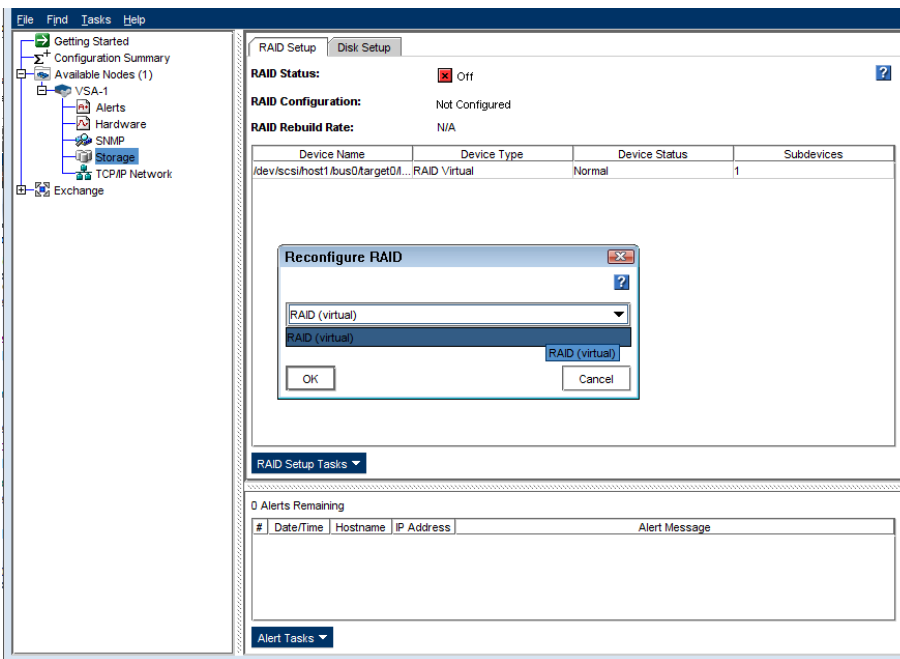 File Find Tasks Help
Getting Started
Configuration Summary
Available Nodes (1)
VSA-1
Alerts
Hardware
SNMP
Storage
TCP/IP Network
Exchange
RAID Setup Disk Setup
RAID Status: Off
RAID Configuration: Not Configured
RAID Rebuild Rate: N/A
Device Name Device Type Device Status Subdevices
/dev/scsi/host1/bus0/target0/l... RAID Virtual Normal 1
Reconfigure RAID
RAID (virtual)
RAID (virtual)
RAID (virtual)
OK Cancel
RAID Setup Tasks
0 Alerts Remaining
# Date/Time Hostname IP Address Alert Message
Alert Tasks